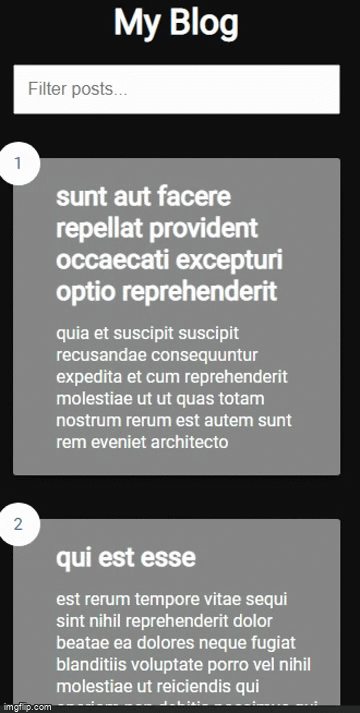 My Blog
Filter posts...
1
sunt aut facere
repellat provident
occaecati excepturi
optio reprehenderit
quia et suscipit suscipit
recusandae consequuntur
expedita et cum reprehenderit
molestiae ut ut quas totam
nostrum rerum est autem sunt
rem eveniet architecto
2
qui est esse
est rerum tempore vitae sequi
sint nihil reprehenderit dolor
beatae ea dolores neque fugiat
blanditiis voluptate porro vel nihil
molestiae ut reiciendis qui
imgflip.com